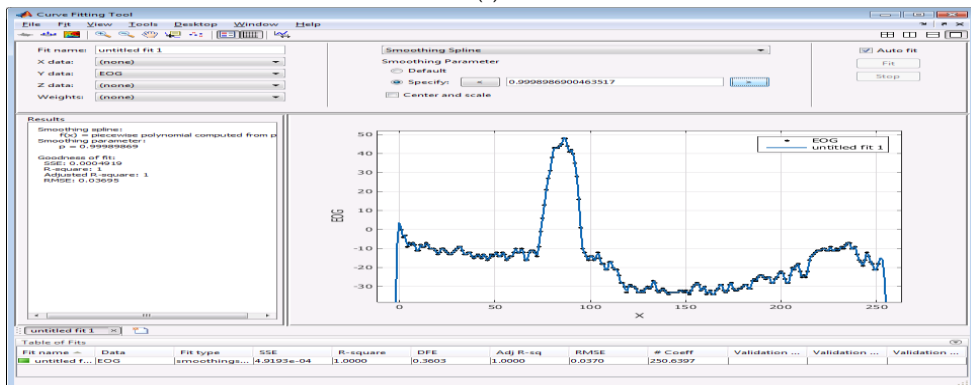 (c)
Curve Fitting Tool
File Fit View Tools Desktop Window Help
Fit name: untitled fit 1
X data: (none)
Y data: EOG
Z data: (none)
Weights: (none)
Smoothing Spline
Smoothing Parameter
Default
Specify: < 0.9998986900463517 >
Center and scale
Auto fit
Fit
Stop
Results
Smoothing spline:
f(x) = piecewise polynomial computed from p
Smoothing parameter:
p = 0.99989869
Goodness of fit:
SSE: 0.0004919
R-square: 1
Adjusted R-square: 1
RMSE: 0.03695
EOG
untitled fit 1
50
40
30
20
10
0
-10
-20
-30
EOG
0 50 100 150 200 250
X
untitled fit 1
Table of Fits
Fit name Data Fit type SSE R-square DFE Adj R-sq RMSE # Coeff Validation ... Validation ... Validation ...
untitled f... EOG smoothings... 4.9193e-04 1.0000 0.3603 1.0000 0.0370 250.6397